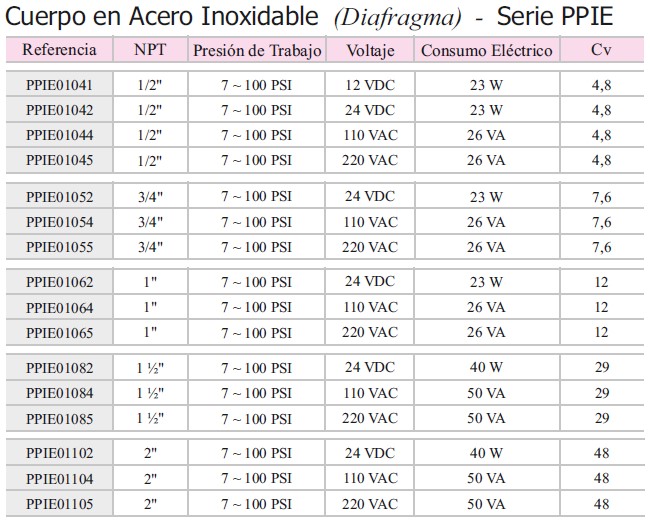 Cuerpo en Acero Inoxidable (Diafragma) - Serie PPIE
Referencia NPT Presión de Trabajo Voltaje Consumo Eléctrico Cv
PPIE01041 1/2" 7 ~ 100 PSI 12 VDC 23 W 4,8
PPIE01042 1/2" 7 ~ 100 PSI 24 VDC 23 W 4,8
PPIE01044 1/2" 7 ~ 100 PSI 110 VAC 26 VA 4,8
PPIE01045 1/2" 7 ~ 100 PSI 220 VAC 26 VA 4,8
PPIE01052 3/4" 7 ~ 100 PSI 24 VDC 23 W 7,6
PPIE01054 3/4" 7 ~ 100 PSI 110 VAC 26 VA 7,6
PPIE01055 3/4" 7 ~ 100 PSI 220 VAC 26 VA 7,6
PPIE01062 1" 7 ~ 100 PSI 24 VDC 23 W 12
PPIE01064 1" 7 ~ 100 PSI 110 VAC 26 VA 12
PPIE01065 1" 7 ~ 100 PSI 220 VAC 26 VA 12
PPIE01082 1 ½" 7 ~ 100 PSI 24 VDC 40 W 29
PPIE01084 1 ½" 7 ~ 100 PSI 110 VAC 50 VA 29
PPIE01085 1 ½" 7 ~ 100 PSI 220 VAC 50 VA 29
PPIE01102 2" 7 ~ 100 PSI 24 VDC 40 W 48
PPIE01104 2" 7 ~ 100 PSI 110 VAC 50 VA 48
PPIE01105 2" 7 ~ 100 PSI 220 VAC 50 VA 48